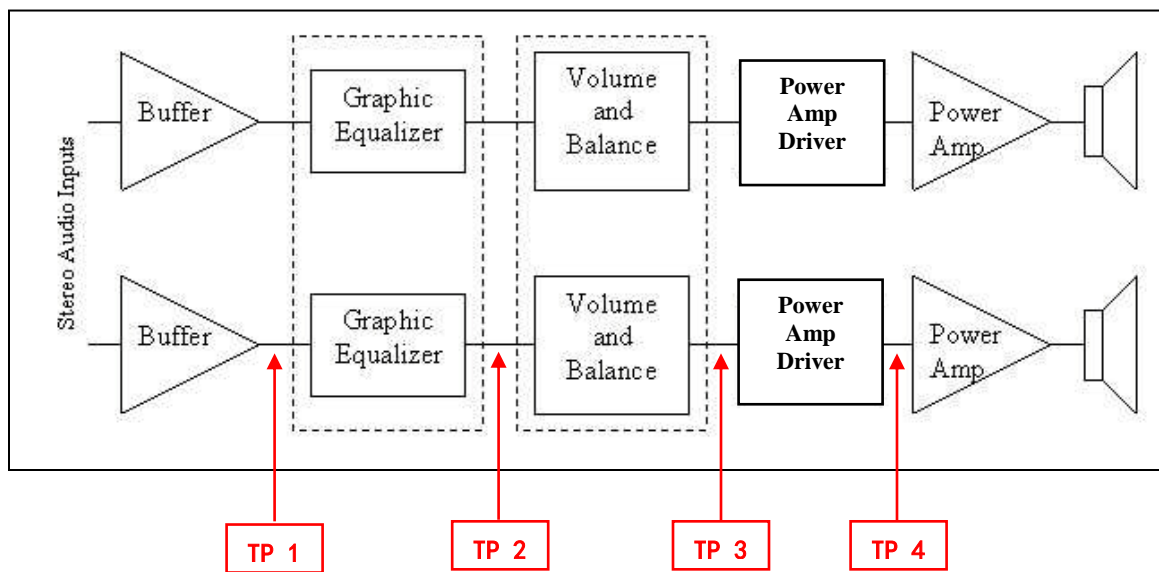 Stereo Audio Inputs
Buffer
Graphic
Equalizer
Volume
and
Balance
Power
Amp
Driver
Power
Amp
Buffer
Graphic
Equalizer
Volume
and
Balance
Power
Amp
Driver
Power
Amp
TP 1
TP 2
TP 3
TP 4